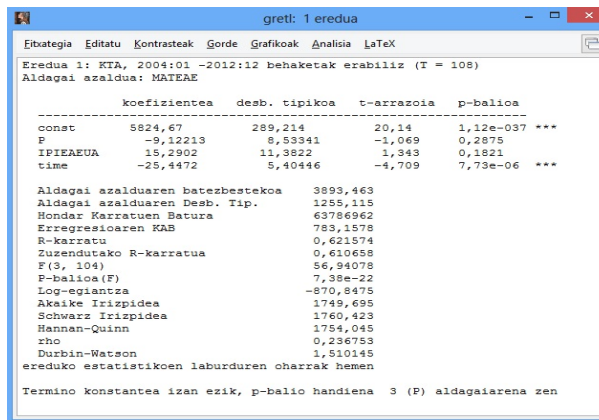 gretl: 1 eredua
Fitxategia Editatu Kontrasteak Gorde Grafikoak Analisia LaTeX
Eredua 1: KTA, 2004:01 -2012:12 behaketak erabiliz (T = 108)
Aldagai azaldua: MATEAE
koefizientea desb. tipikoa t-arrazoia p-balioa
const 5824,67 289,214 20,14 1,12e-037 ***
P −9,12213 8,53341 −1,069 0,2875
IPIEAEUA 15,2902 11,3822 1,343 0,1821
time −25,4472 5,40446 −4,709 7,73e-06 ***
Aldagai azalduaren batezbestekoa 3893,463
Aldagai azalduaren Desb. Tip. 1255,115
Hondar Karratuen Batura 63786962
Erregresioaren KAB 783,1578
R-karratu 0,621574
Zuzendutako R-karratua 0,610658
F(3, 104) 56,94078
P-balioa(F) 7,38e-22
Log-egiantza −870,8475
Akaike Irizpidea 1749,695
Schwarz Irizpidea 1760,423
Hannan-Quinn 1754,045
rho 0,236753
Durbin-Watson 1,510145
ereduko estatistikoen laburduren oharrak hemen
Termino konstantea izan ezik, p-balio handiena 3 (P) aldagaiarena zen